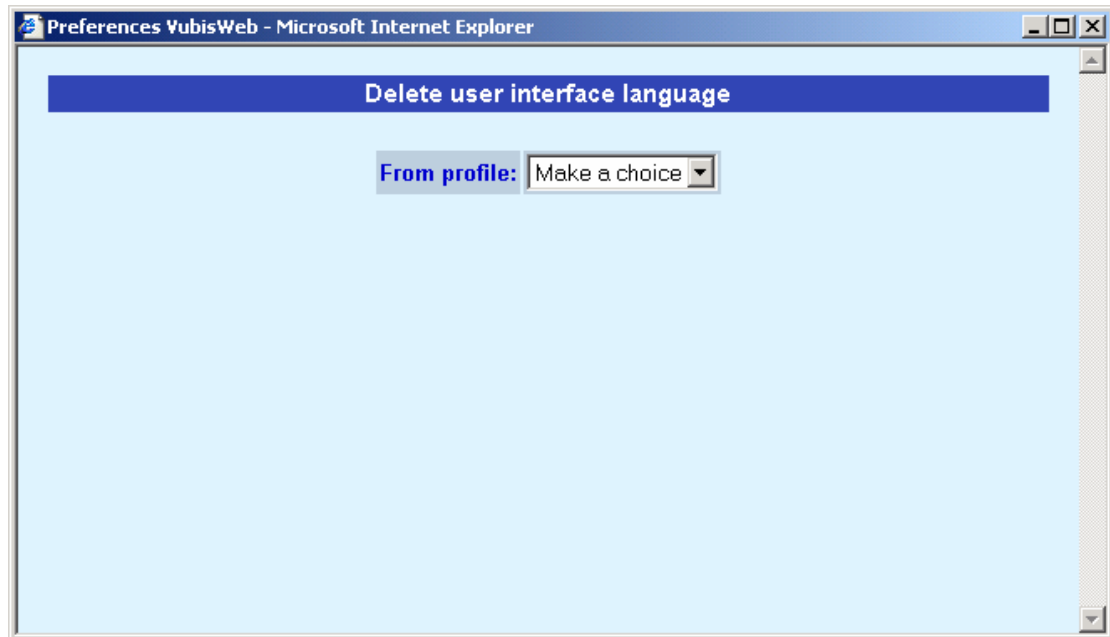 Preferences VubisWeb - Microsoft Internet Explorer
Delete user interface language
From profile: Make a choice